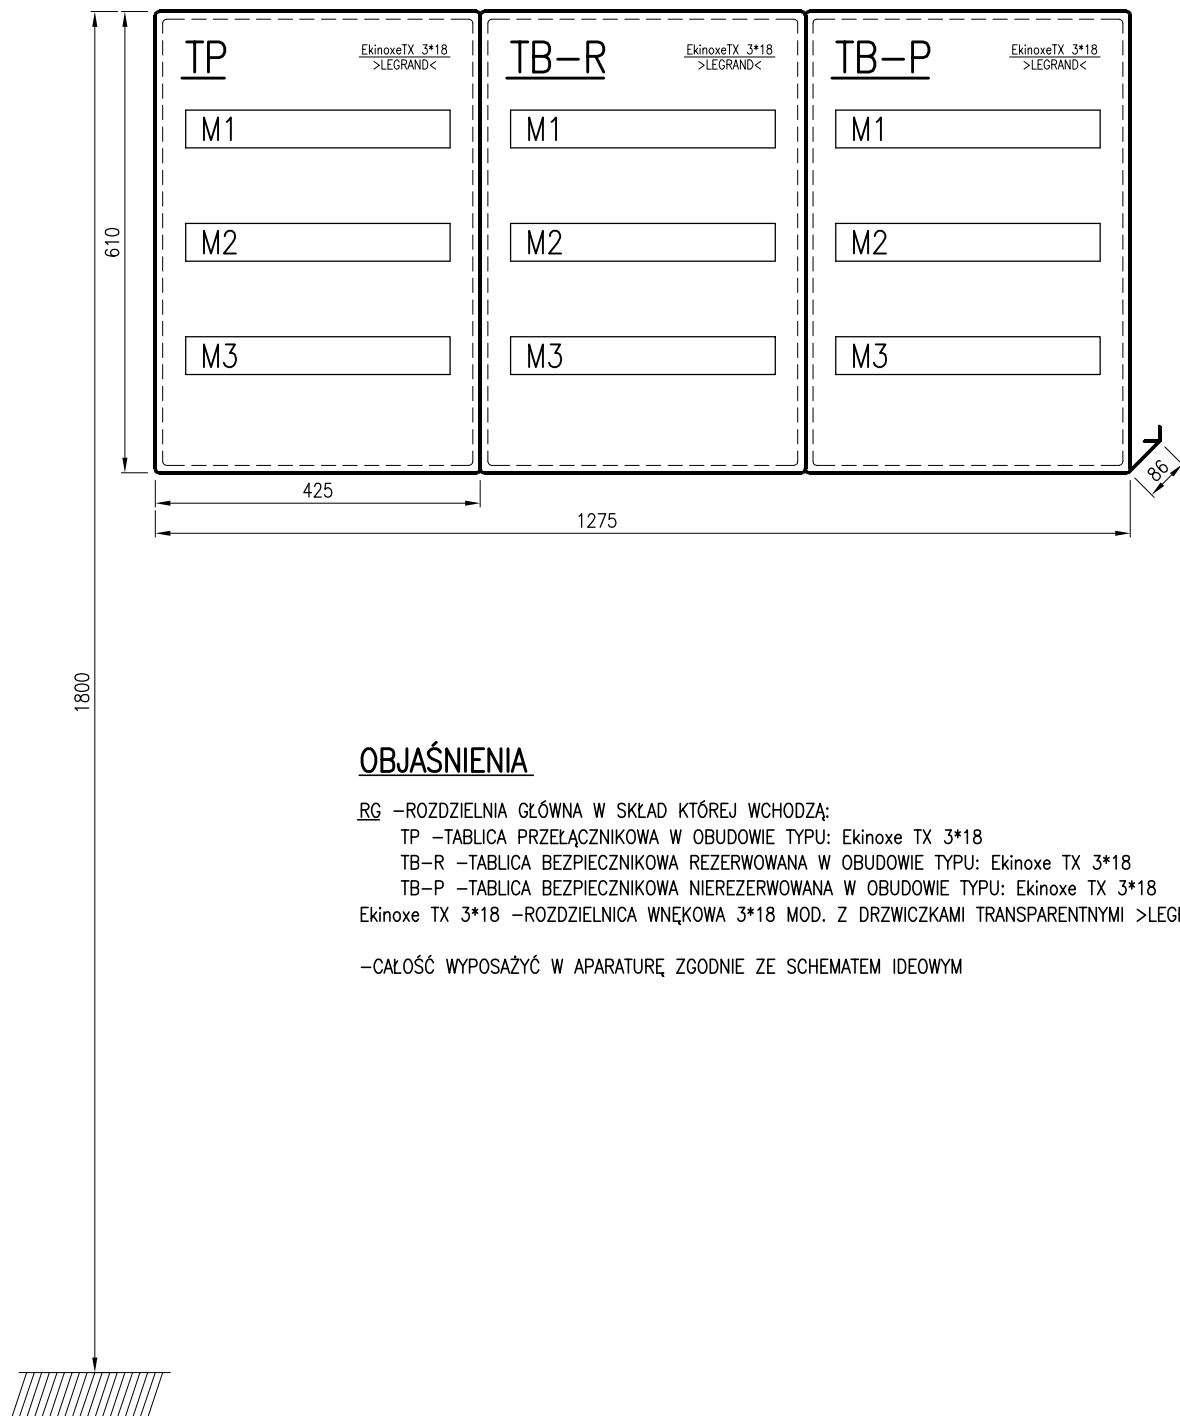 TP
EkinoxeTX 3*18
>LEGRAND<
M1
M2
M3
TB-R
EkinoxeTX 3*18
>LEGRAND<
M1
M2
M3
TB-P
EkinoxeTX 3*18
>LEGRAND<
M1
M2
M3
610
425
1275
86
1800
OBJAŚNIENIA
RG -ROZDZIELNIA GŁÓWNA W SKŁAD KTÓREJ WCHODZĄ:
TP -TABLICA PRZEŁĄCZNIKOWA W OBUDOWIE TYPU: Ekinoxe TX 3*18
TB-R -TABLICA BEZPIECZNIKOWA REZERWOWANA W OBUDOWIE TYPU: Ekinoxe TX 3*18
TB-P -TABLICA BEZPIECZNIKOWA NIEREZERWOWANA W OBUDOWIE TYPU: Ekinoxe TX 3*18
Ekinoxe TX 3*18 -ROZDZIELNICA WNĘKOWA 3*18 MOD. Z DRZWICZKAMI TRANSPARENTNYMI
-CAŁOŚĆ WYPOSAŻYĆ W APARATURĘ ZGODNIE ZE SCHEMATEM IDEOWYM